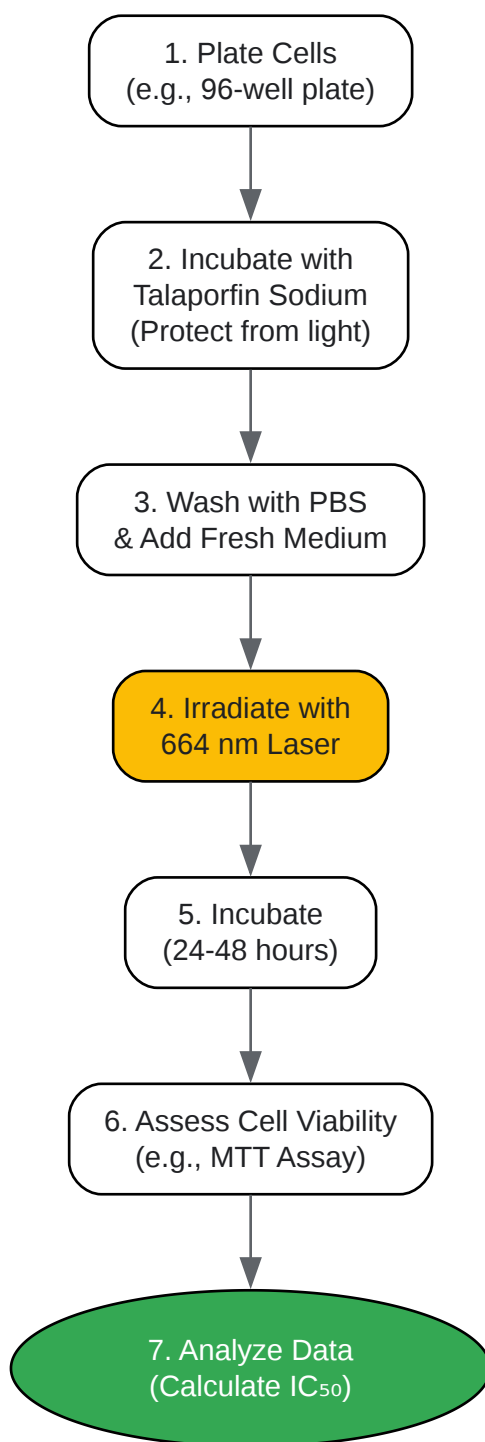 1. Plate Cells
(e.g., 96-well plate)
2. Incubate with
Talaporfin Sodium
(Protect from light)
3. Wash with PBS
& Add Fresh Medium
4. Irradiate with
664 nm Laser
5. Incubate
(24-48 hours)
6. Assess Cell Viability
(e.g., MTT Assay)
7. Analyze Data
(Calculate IC₅₀)